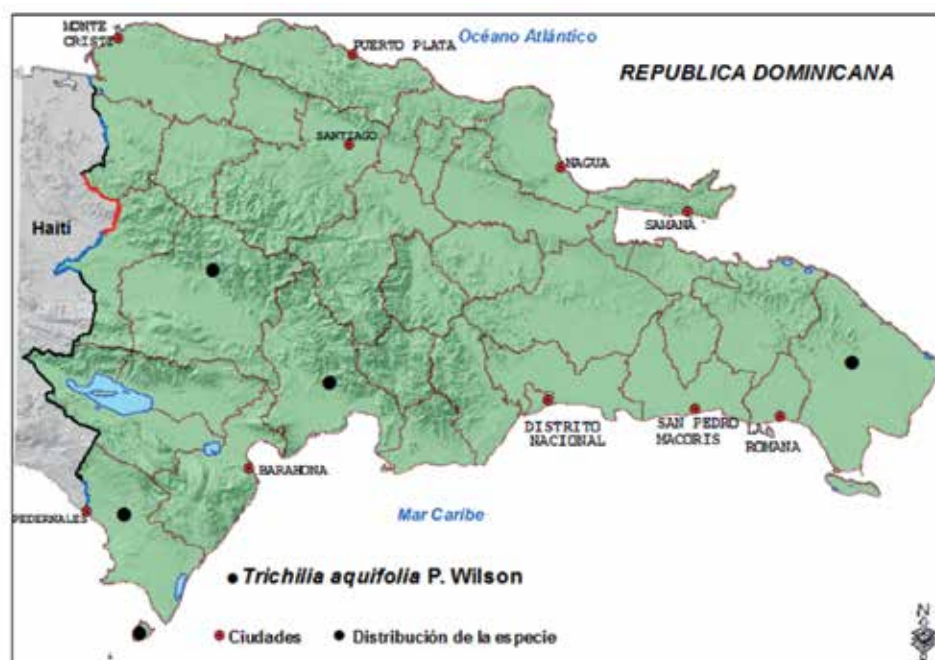 MONTE
CRISTI
PUERTO PLATA
Océano Atlántico
REPUBLICA DOMINICANA
SANTIAGO
NAGUA
SAMANÁ
Haití
DISTRITO
NACIONAL
SAN PEDRO
MACORIS
LA
ROMANA
BARAHONA
PEDERNALES
Mar Caribe
Trichilia aquifolia P. Wilson
Ciudades
Distribución de la especie